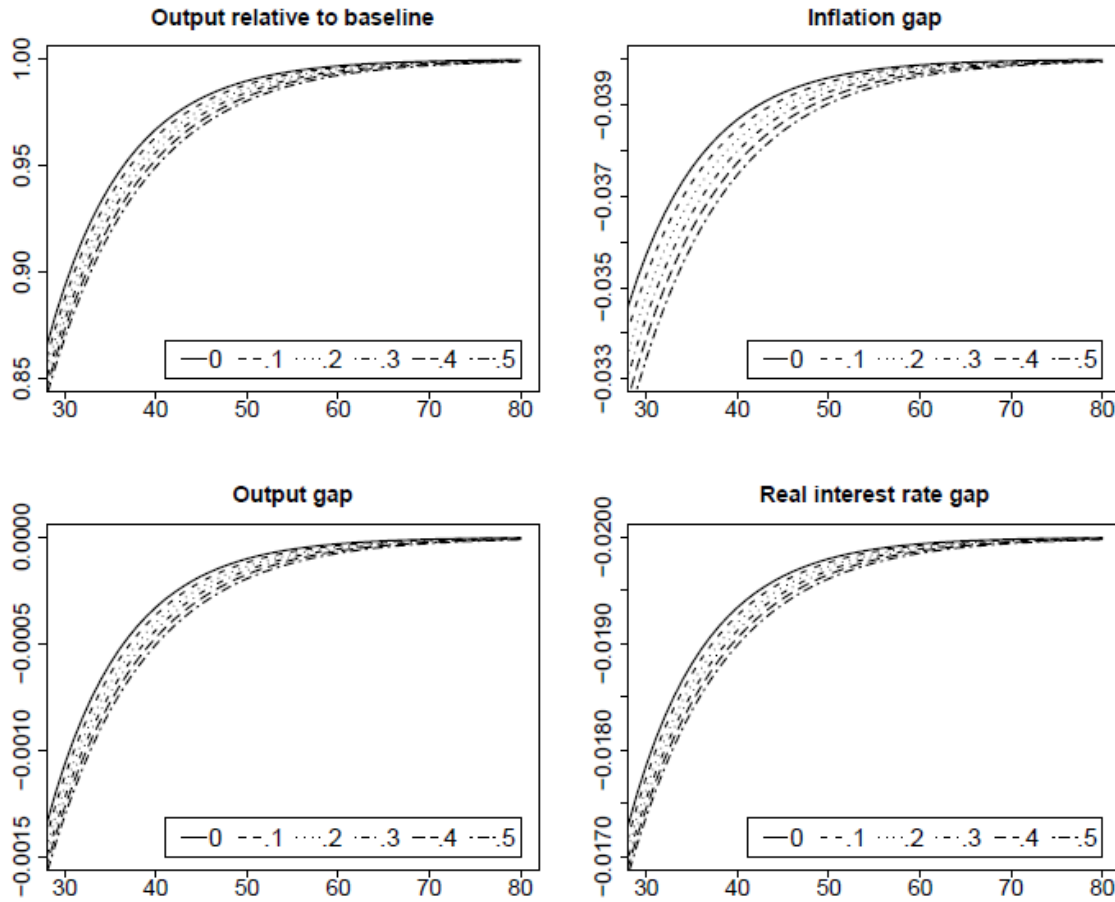 Output relative to baseline
1.00
0.95
0.90
0.85
0 .1 .2 .3 .4 .5
30 40 50 60 70 80
Inflation gap
−0.039
−0.037
−0.035
−0.033
0 .1 .2 .3 .4 .5
30 40 50 60 70 80
Output gap
0.0000
−0.0005
−0.0010
−0.0015
0 .1 .2 .3 .4 .5
30 40 50 60 70 80
Real interest rate gap
−0.0200
−0.0190
−0.0180
−0.0170
0 .1 .2 .3 .4 .5
30 40 50 60 70 80